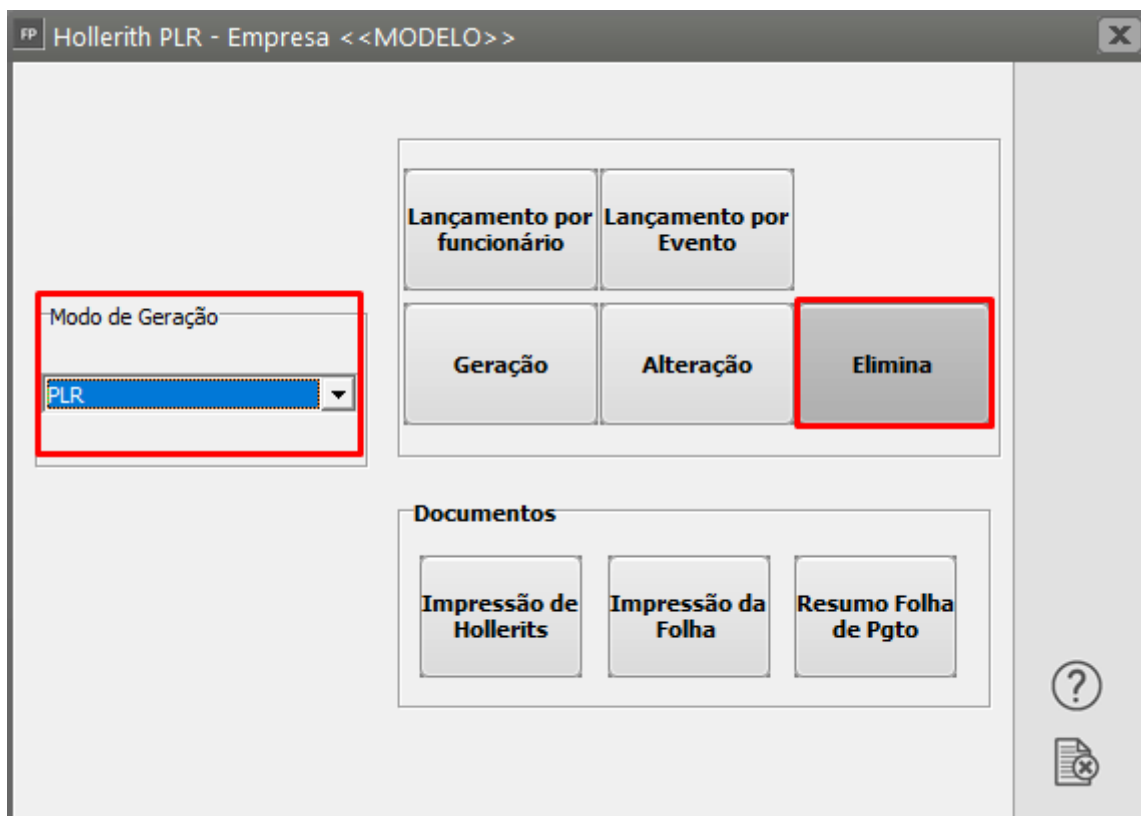 FP Hollerith PLR - Empresa <<MODELO>>
Lançamento por
funcionário
Lançamento por
Evento
Modo de Geração
PLR
Geração
Alteração
Elimina
Documentos
Impressão de
Hollerits
Impressão da
Folha
Resumo Folha
de Pgto